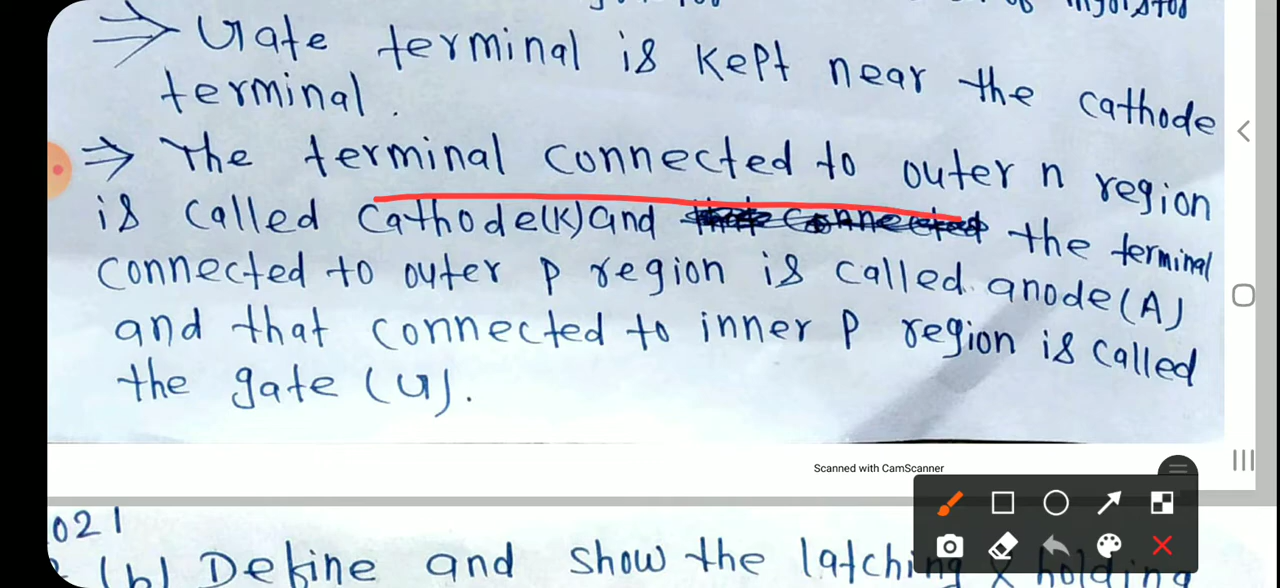 of thyristor
⇒ Gate terminal is kept near the cathode
terminal.
⇒ The terminal connected to outer n region
is called cathode(K) and the terminal
connected to outer p region is called anode(A)
and that connected to inner p region is called
the gate (G).
Scanned with CamScanner
021
(b) Define and show the latching & holding